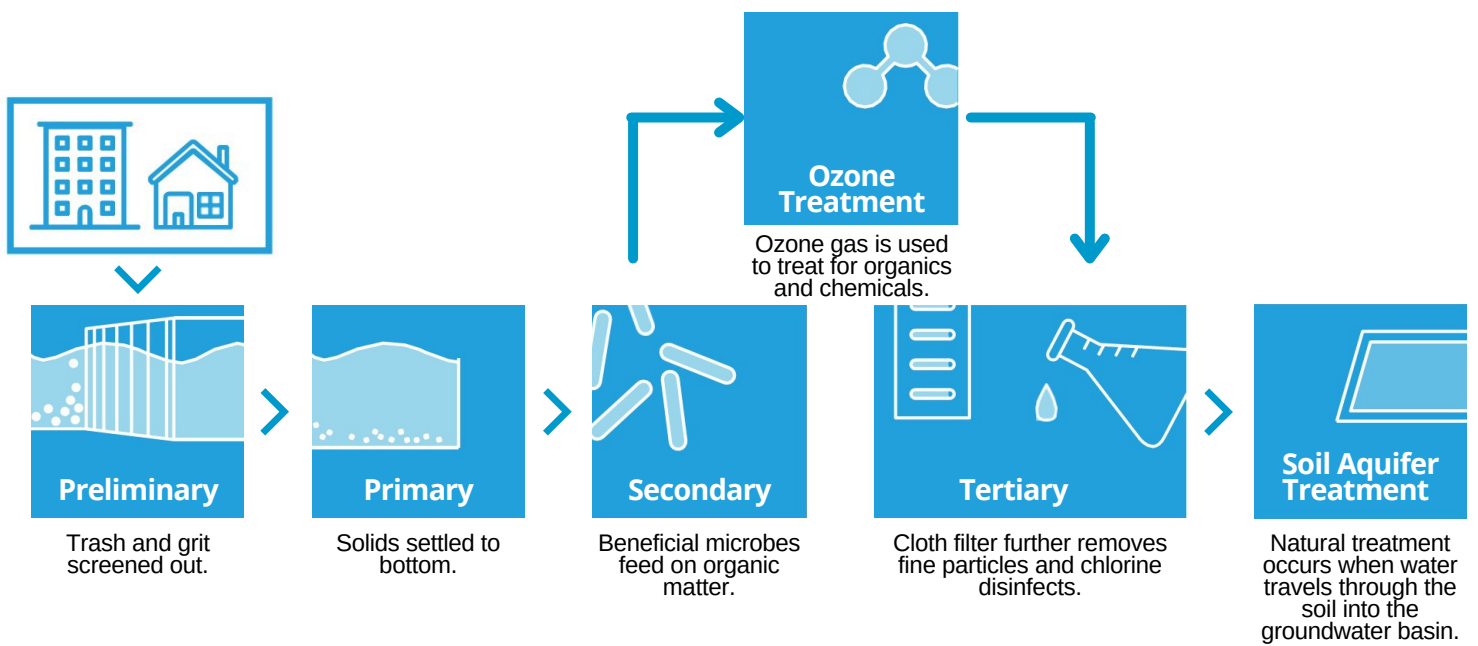 Preliminary
Trash and grit
screened out.
Primary
Solids settled to
bottom.
Secondary
Beneficial microbes
feed on organic
matter.
Ozone
Treatment
Ozone gas is used
to treat for organics
and chemicals.
Tertiary
Cloth filter further removes
fine particles and chlorine
disinfects.
Soil Aquifer
Treatment
Natural treatment
occurs when water
travels through the
soil into the
groundwater basin.